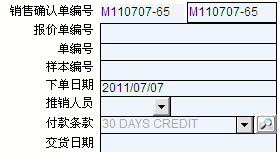 销售确认单编号 M110707-65 M110707-65
报价单编号
单编号
样本编号
下单日期 2011/07/07
推销人员
付款条款 30 DAYS CREDIT
交货日期